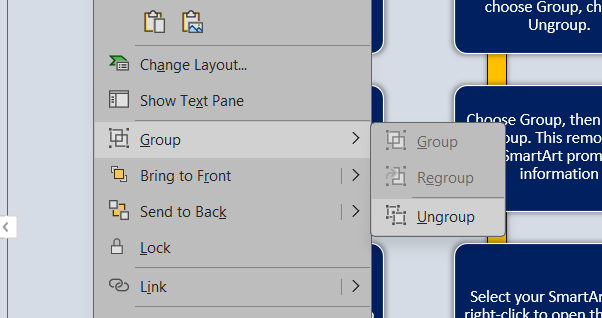 choose Group, ch
Ungroup.
Change Layout...
Show Text Pane
Group
Bring to Front
Send to Back
Lock
Link
Group
Regroup
Ungroup
Choose Group, then
oup. This remo
SmartArt prom
information
Select your SmartAr
right-click to open th